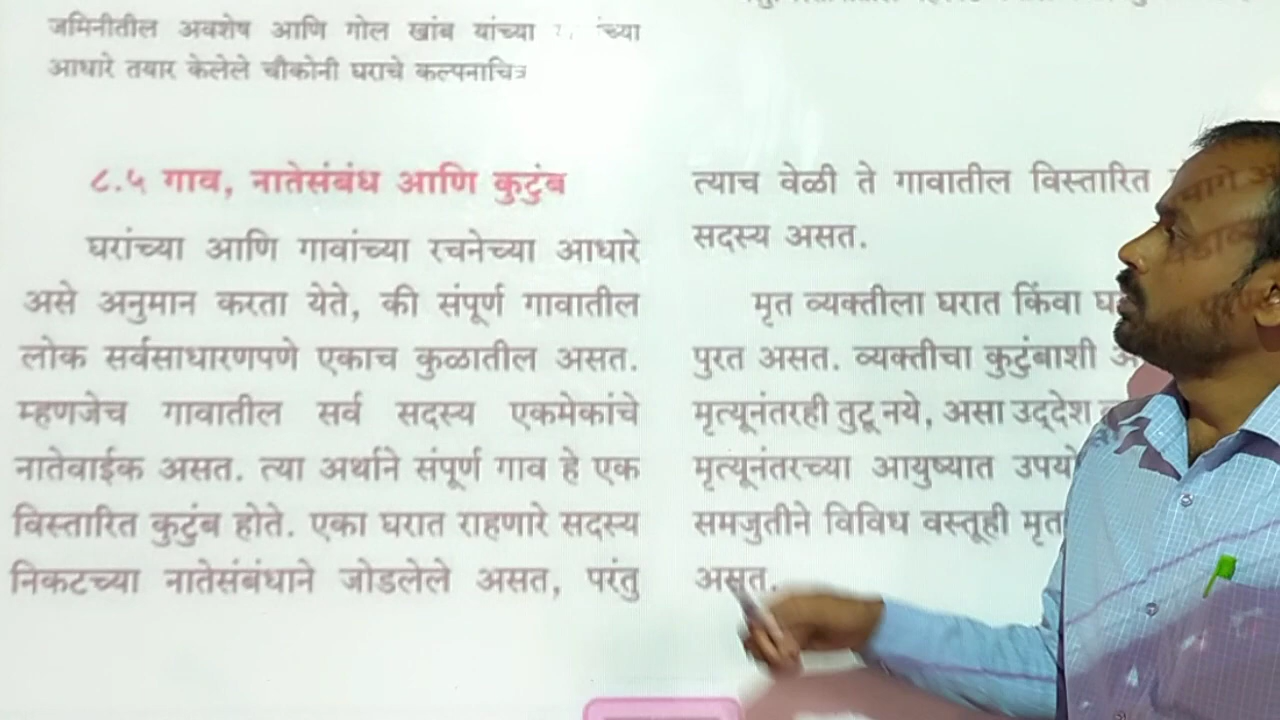 जमिनीतील अवशेष आणि गोल खांब यांच्या
आधारे तयार केलेले चौकोनी घराचे कल्पनाचित्र
८.५ गाव, नातेसंबंध आणि कुटुंब
घरांच्या आणि गावांच्या रचनेच्या आधारे
असे अनुमान करता येते, की संपूर्ण गावातील
लोक सर्वसाधारणपणे एकाच कुळातील असत.
म्हणजेच गावातील सर्व सदस्य एकमेकांचे
नातेवाईक असत. त्या अर्थाने संपूर्ण गाव हे एक
विस्तारित कुटुंब होते. एका घरात राहणारे सदस्य
निकटच्या नातेसंबंधाने जोडलेले असत, परंतु
त्याच वेळी ते गावातील विस्तारित
सदस्य असत.
मृत व्यक्तीला घरात किंवा
पुरत असत. व्यक्तीचा कुटुंबाशी
मृत्यूनंतरही तुटू नये, असा उद्देश
मृत्यूनंतरच्या आयुष्यात
समजुतीने विविध वस्तूही मृत
असत.